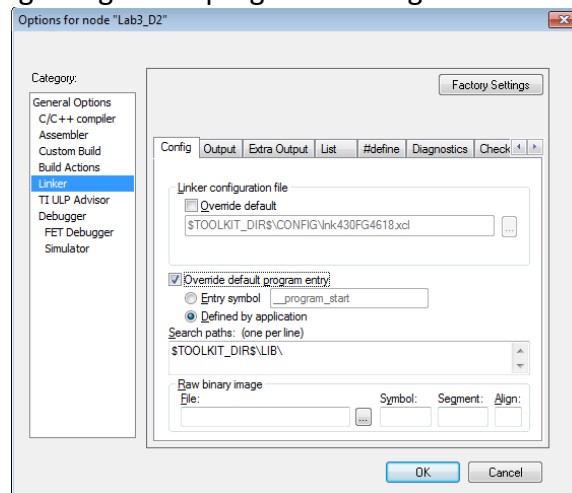 Options for node "Lab3_D2"
Category:
Factory Settings
General Options
C/C++ compiler
Assembler
Custom Build
Build Actions
Linker
TI ULP Advisor
Debugger
FET Debugger
Simulator
Config Output Extra Output List #define Diagnostics Check
Linker configuration file
Override default
$TOOLKIT_DIR$\CONFIG\lnk430FG4618.xcl
...
Override default program entry
Entry symbol __program_start
Defined by application
Search paths: (one per line)
$TOOLKIT_DIR$\LIB\
Raw binary image
File: Symbol: Segment: Align:
...
OK Cancel